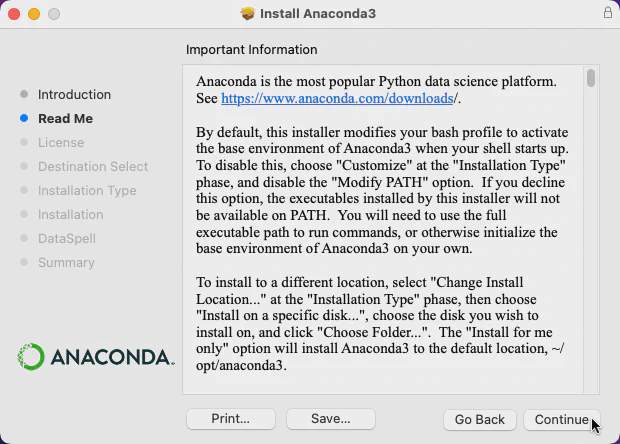 Install Anaconda3
Important Information
Introduction
Read Me
License
Destination Select
Installation Type
Installation
DataSpell
Summary
ANACONDA.
Anaconda is the most popular Python data science platform.
See https://www.anaconda.com/downloads/.
By default, this installer modifies your bash profile to activate
the base environment of Anaconda3 when your shell starts up.
To disable this, choose "Customize" at the "Installation Type"
phase, and disable the "Modify PATH" option.  If you decline
this option, the executables installed by this installer will not
be available on PATH.  You will need to use the full
executable path to run commands, or otherwise initialize the
base environment of Anaconda3 on your own.
To install to a different location, select "Change Install
Location..." at the "Installation Type" phase, then choose
"Install on a specific disk...", choose the disk you wish to
install on, and click "Choose Folder...".  The "Install for me
only" option will install Anaconda3 to the default location, ~/
opt/anaconda3.
Print...
Save...
Go Back
Continue